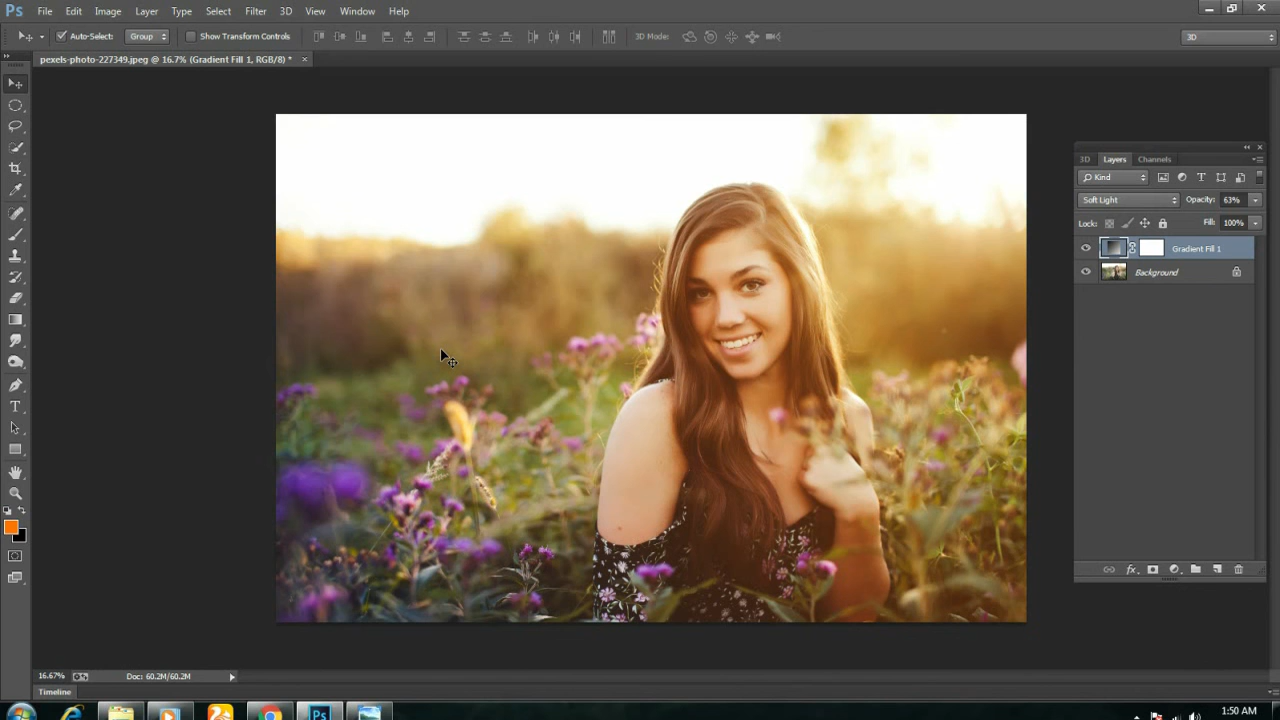 Ps File Edit Image Layer Type Select Filter 3D View Window Help
Auto-Select: Group Show Transform Controls 3D Mode: 3D
pexels-photo-227349.jpeg @ 16.7% (Gradient Fill 1, RGB/8) * ×
3D Layers Channels
Kind
Soft Light Opacity: 63%
Lock: Fill: 100%
Gradient Fill 1
Background
fx
16.67% Doc: 60.2M/60.2M
Timeline
Ps 1:50 AM